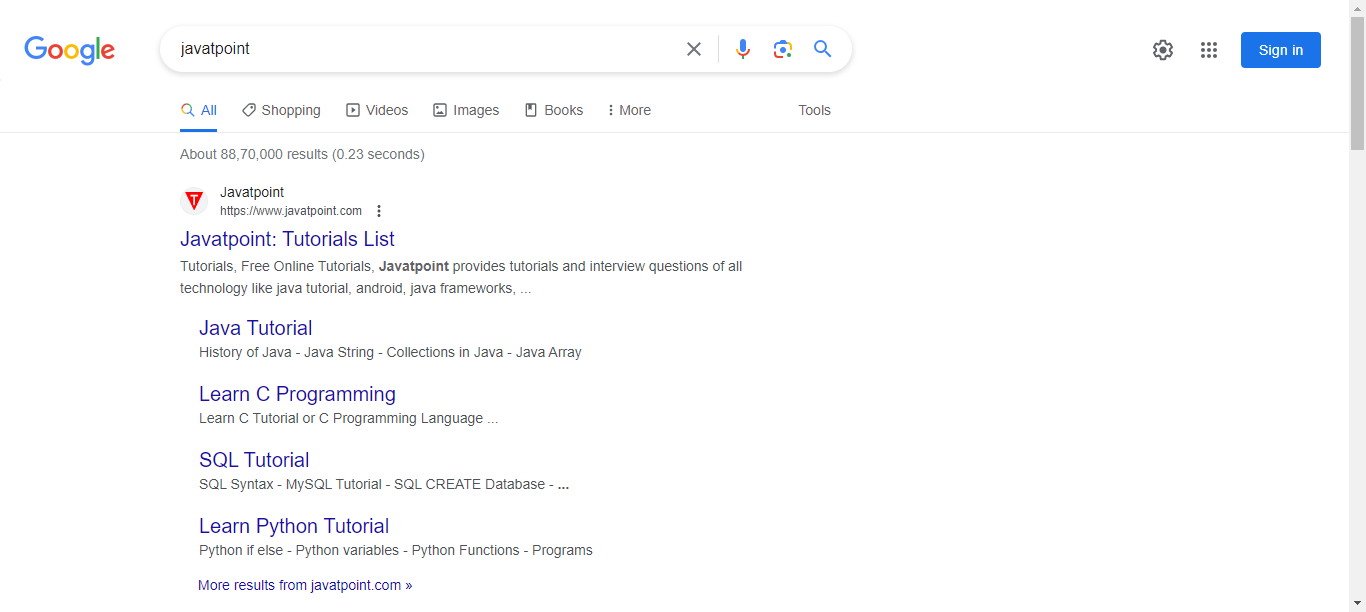 Google
javatpoint
Sign in
All Shopping Videos Images Books More Tools
About 88,70,000 results (0.23 seconds)
T
Javatpoint
https://www.javatpoint.com
Javatpoint: Tutorials List
Tutorials, Free Online Tutorials, Javatpoint provides tutorials and interview questions of all
technology like java tutorial, android, java frameworks, ...
Java Tutorial
History of Java - Java String - Collections in Java - Java Array
Learn C Programming
Learn C Tutorial or C Programming Language ...
SQL Tutorial
SQL Syntax - MySQL Tutorial - SQL CREATE Database - ...
Learn Python Tutorial
Python if else - Python variables - Python Functions - Programs
More results from javatpoint.com »